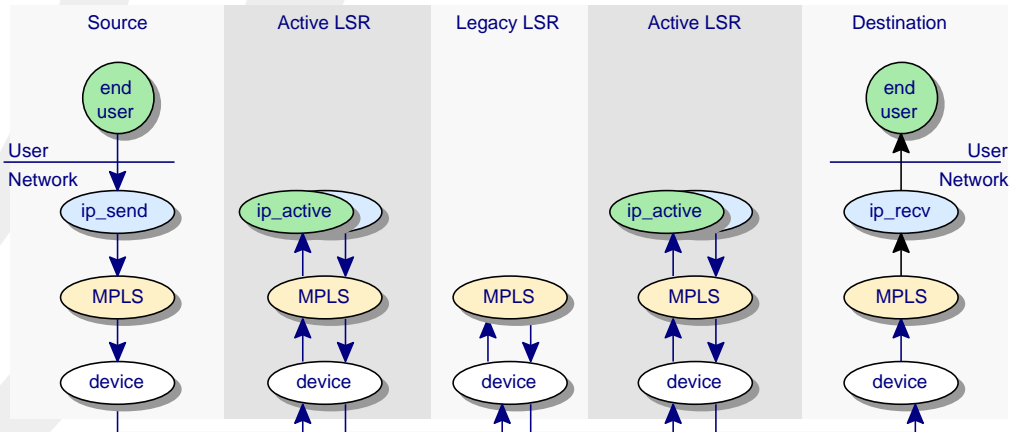 Source
Active LSR
Legacy LSR
Active LSR
Destination
end
user
end
user
User
Network
User
Network
ip_send
ip_active
ip_active
ip_recv
MPLS
MPLS
MPLS
MPLS
MPLS
device
device
device
device
device